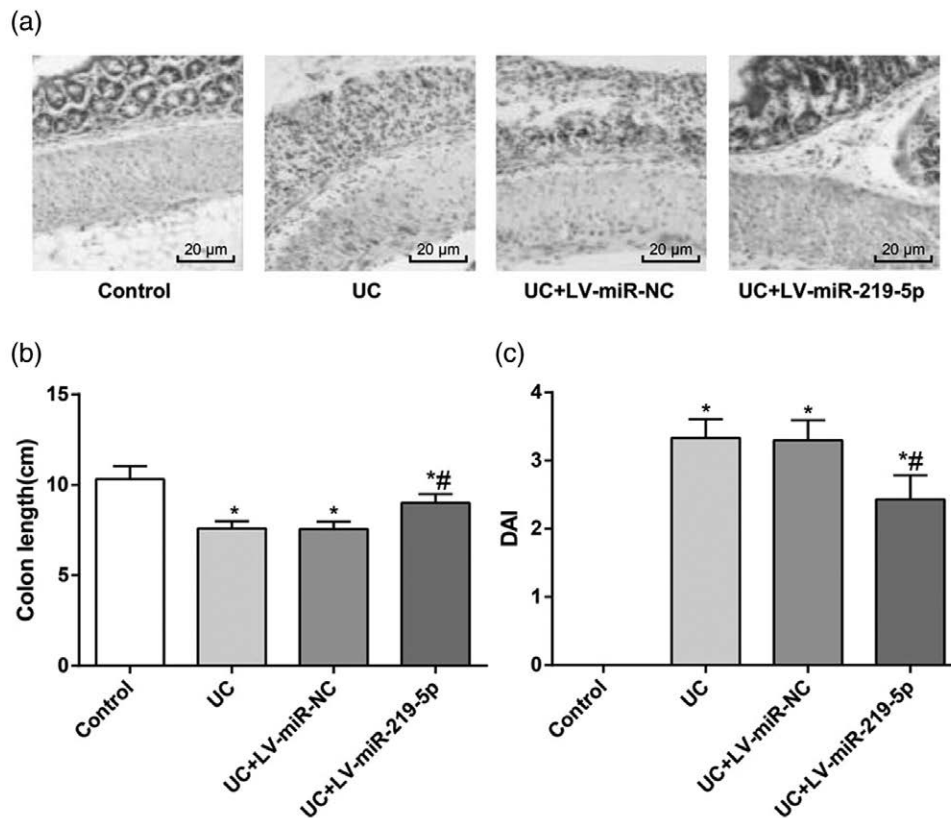 (a)
20 μm
20 μm
20 μm
20 μm
Control
UC
UC+LV-miR-NC
UC+LV-miR-219-5p
(b)
Colon length(cm)
15
10
5
0
*
*
*#
Control
UC
UC+LV-miR-NC
UC+LV-miR-219-5p
(c)
DAI
4
3
2
1
0
*
*
*#
Control
UC
UC+LV-miR-NC
UC+LV-miR-219-5p